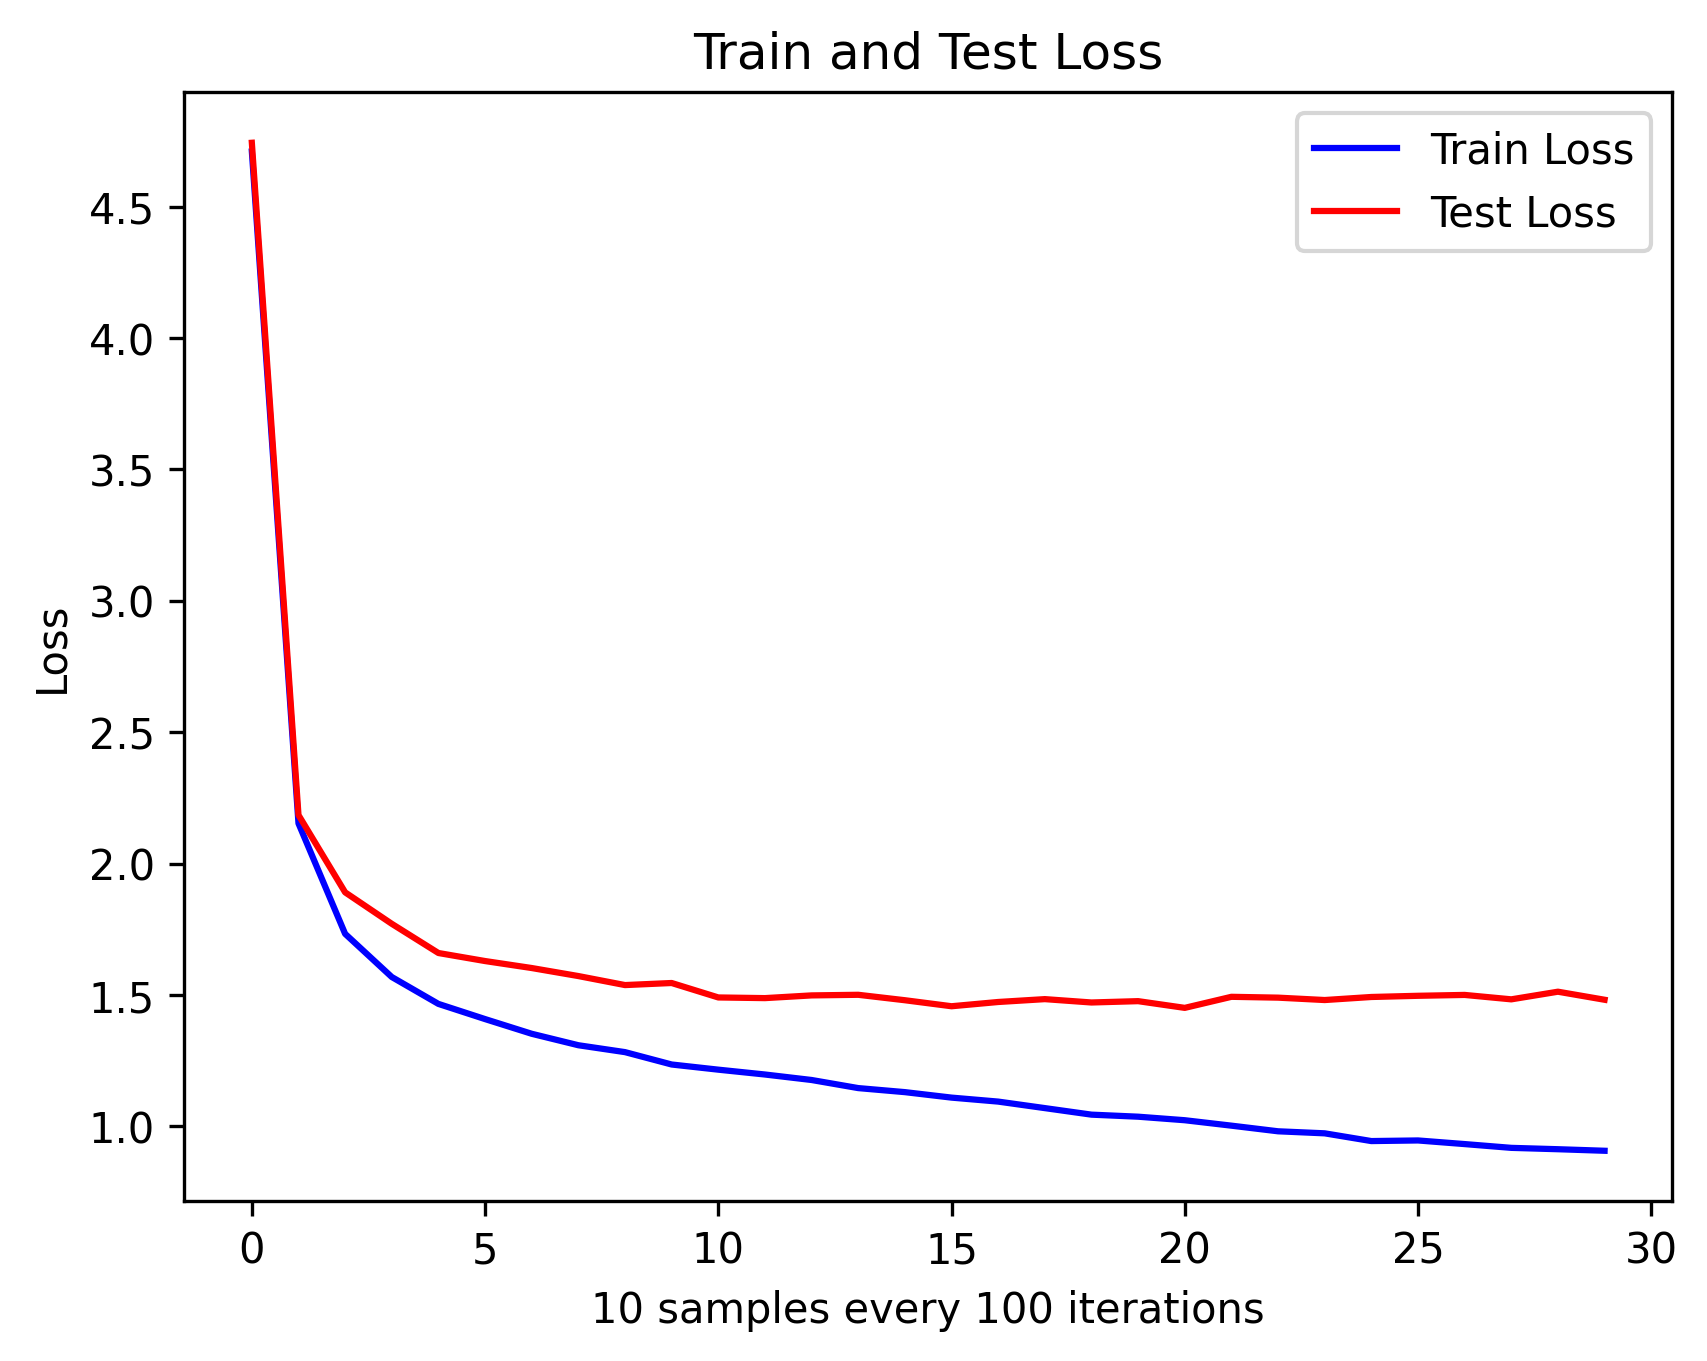 Train and Test Loss
Train Loss
Test Loss
4.5
4.0
3.5
3.0
2.5
2.0
1.5
1.0
Loss
0 5 10 15 20 25 30
10 samples every 100 iterations